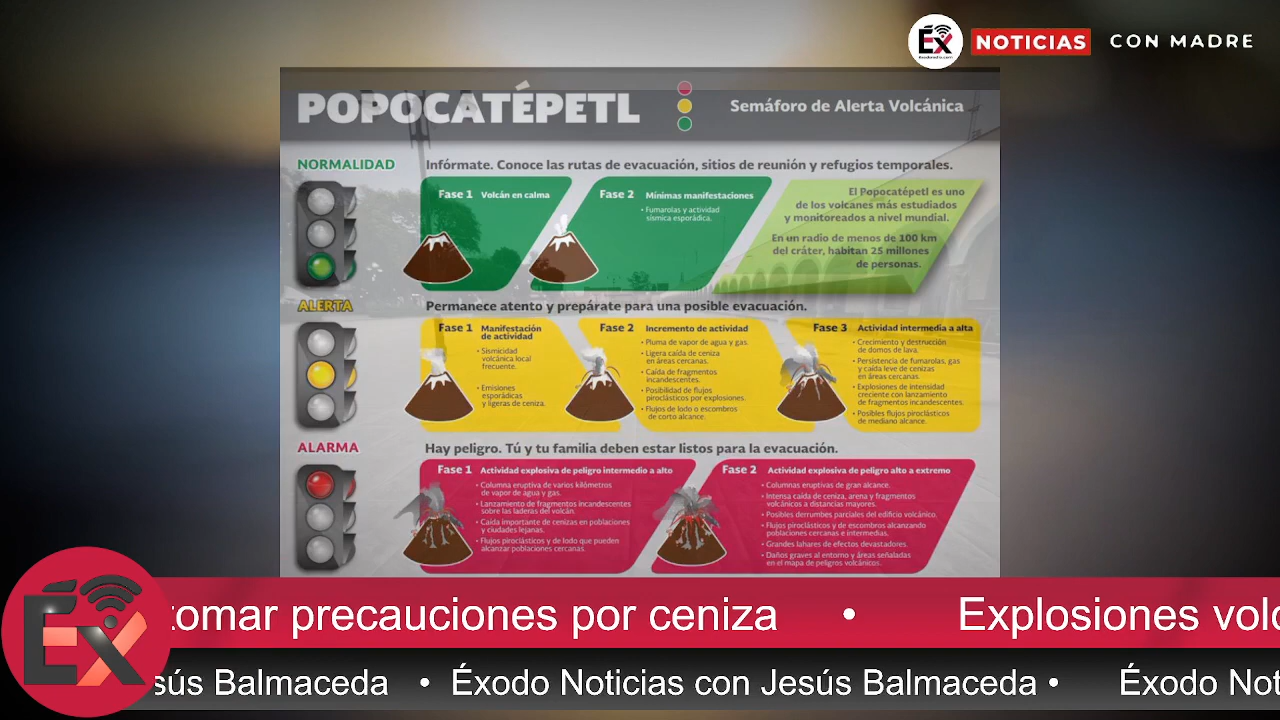 ÉX
NOTICIAS
CON MADRE
POPOCATÉPETL
Semáforo de Alerta Volcánica
NORMALIDAD
Infórmate. Conoce las rutas de evacuación, sitios de reunión y refugios temporales.
Fase 1 Volcán en calma
Fase 2 Mínimas manifestaciones
• Fumarolas y actividad
sísmica esporádica.
El Popocatépetl es uno
de los volcanes más estudiados
y monitoreados a nivel mundial.
En un radio de menos de 100 km
del cráter, habitan 25 millones
de personas.
ALERTA
Permanece atento y prepárate para una posible evacuación.
Fase 1 Manifestación
de actividad
• Sismicidad
volcánica local
frecuente.
• Emisiones
esporádicas
y ligeras de ceniza.
Fase 2 Incremento de actividad
• Pluma de vapor de agua y gas.
• Ligera caída de ceniza
en áreas cercanas.
• Caída de fragmentos
incandescentes.
• Posibilidad de flujos
piroclásticos por explosiones.
• Flujos de lodo o escombros
de corto alcance.
Fase 3 Actividad intermedia a alta
• Crecimiento y destrucción
de domos de lava.
• Persistencia de fumarolas, gas
y caída leve de cenizas
en áreas cercanas.
• Explosiones de intensidad
creciente con lanzamiento
de fragmentos incandescentes.
• Posibles flujos piroclásticos
de mediano alcance.
ALARMA
Hay peligro. Tú y tu familia deben estar listos para la evacuación.
Fase 1 Actividad explosiva de peligro intermedio a alto
• Columna eruptiva de varios kilómetros
de vapor de agua y gas.
• Lanzamiento de fragmentos incandescentes
sobre las laderas del volcán.
• Caída importante de cenizas en poblaciones
y ciudades lejanas.
• Flujos piroclásticos y de lodo que pueden
alcanzar poblaciones cercanas.
Fase 2 Actividad explosiva de peligro alto a extremo
• Columnas eruptivas de gran alcance.
• Intensa caída de ceniza, arena y fragmentos
volcánicos a distancias mayores.
• Posibles derrumbes parciales del edificio volcánico.
• Flujos piroclásticos y de escombros alcanzando
poblaciones cercanas e intermedias.
• Grandes lahares de efectos devastadores.
• Daños graves al entorno y áreas señaladas
en el mapa de peligros volcánicos.
ÉX
tomar precauciones por ceniza • Explosiones volc
sús Balmaceda • Éxodo Noticias con Jesús Balmaceda • Éxodo Not